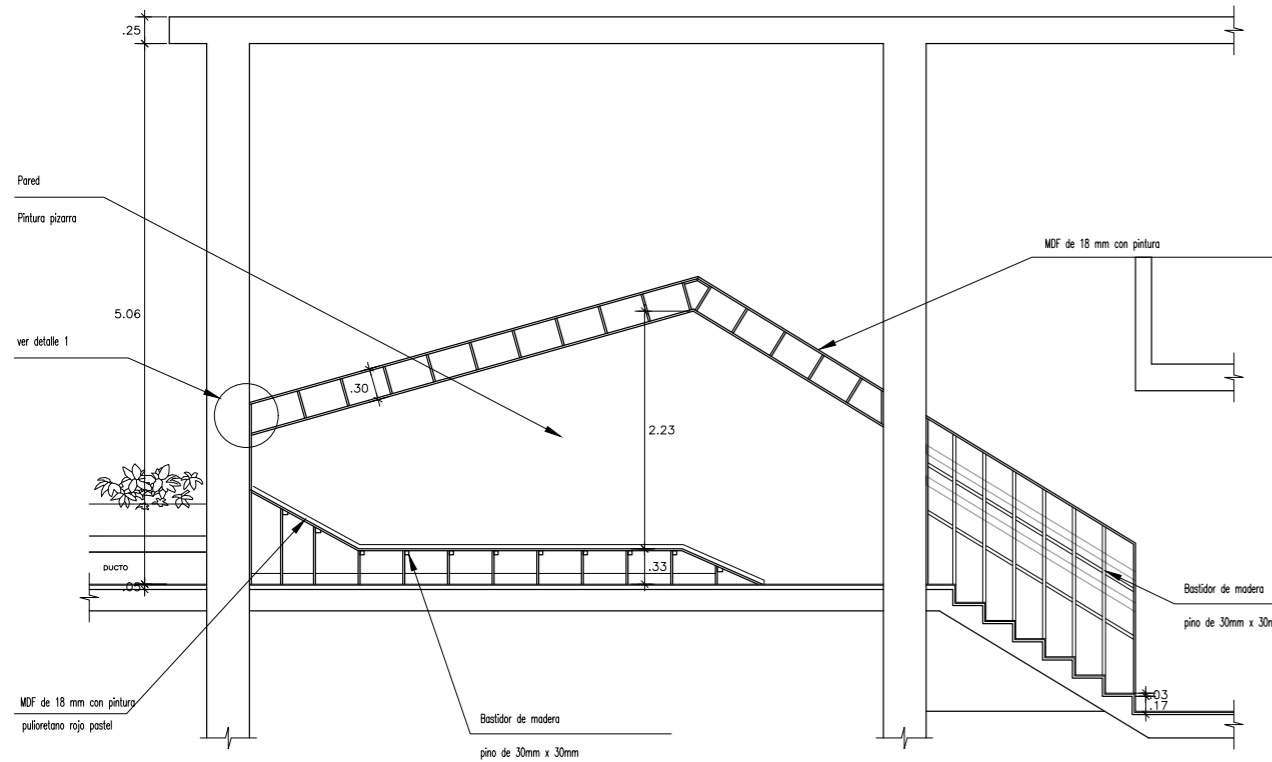 .25
Pared
Pintura pizarra
MDF de 18 mm con pintura
5.06
ver detalle 1
.30
2.23
DUCTO
.05
.33
Bastidor de madera
pino de 30mm x 30m
MDF de 18 mm con pintura
pulioretano rojo pastel
.03
.17
Bastidor de madera
pino de 30mm x 30mm